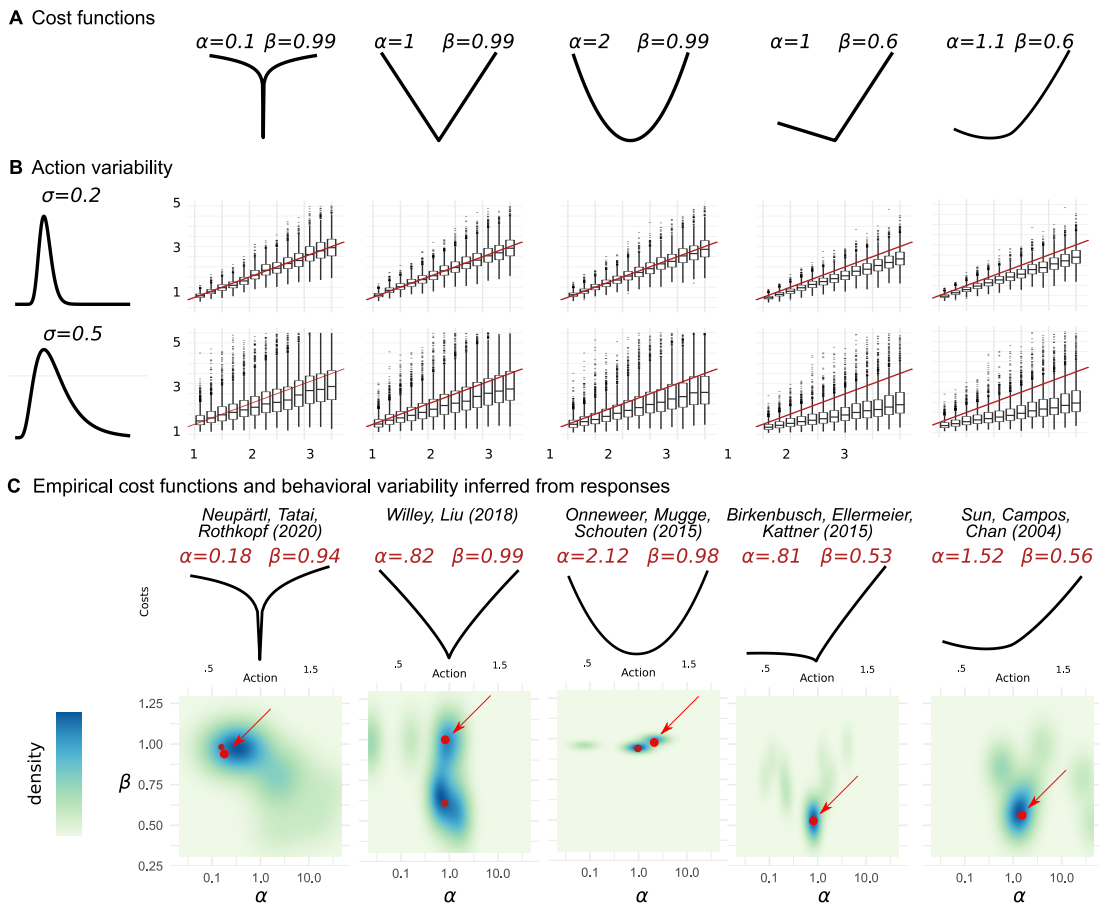 A Cost functions
α=0.1 β=0.99
α=1 β=0.99
α=2 β=0.99
α=1 β=0.6
α=1.1 β=0.6
B Action variability
σ=0.2
5
3
1
σ=0.5
5
3
1
1 2 3 1 2 3 1 2 3 1 2 3
C Empirical cost functions and behavioral variability inferred from responses
Neupärtl, Tatai,
Rothkopf (2020)
Willey, Liu (2018)
Onneweer, Mugge,
Schouten (2015)
Birkenbusch, Ellermeier,
Kattner (2015)
Sun, Campos,
Chan (2004)
α=0.18 β=0.94
α=.82 β=0.99
α=2.12 β=0.98
α=.81 β=0.53
α=1.52 β=0.56
Costs
.5 1.5
Action
.5 1.5
Action
.5 1.5
Action
.5 1.5
Action
.5 1.5
Action
density
β
1.25
1.00
0.75
0.50
0.25
0.1 1.0 10.0
α
0.1 1.0 10.0
α
0.1 1.0 10.0
α
0.1 1.0 10.0
α
0.1 1.0 10.0
α